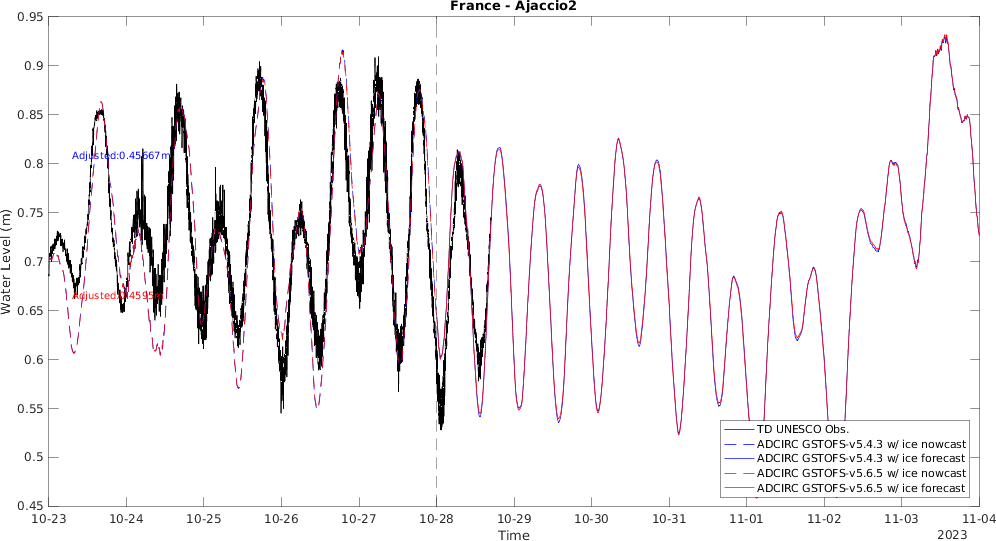 France - Ajaccio2
0.95
0.9
0.85
0.8
0.75
0.7
0.65
0.6
0.55
0.5
0.45
Water Level (m)
Adjusted:0.45667m
Adjusted:0.4595m
TD UNESCO Obs.
ADCIRC GSTOFS-v5.4.3 w/ ice nowcast
ADCIRC GSTOFS-v5.4.3 w/ ice forecast
ADCIRC GSTOFS-v5.6.5 w/ ice nowcast
ADCIRC GSTOFS-v5.6.5 w/ ice forecast
10-23 10-24 10-25 10-26 10-27 10-28 10-29 10-30 10-31 11-01 11-02 11-03 11-04
Time
2023